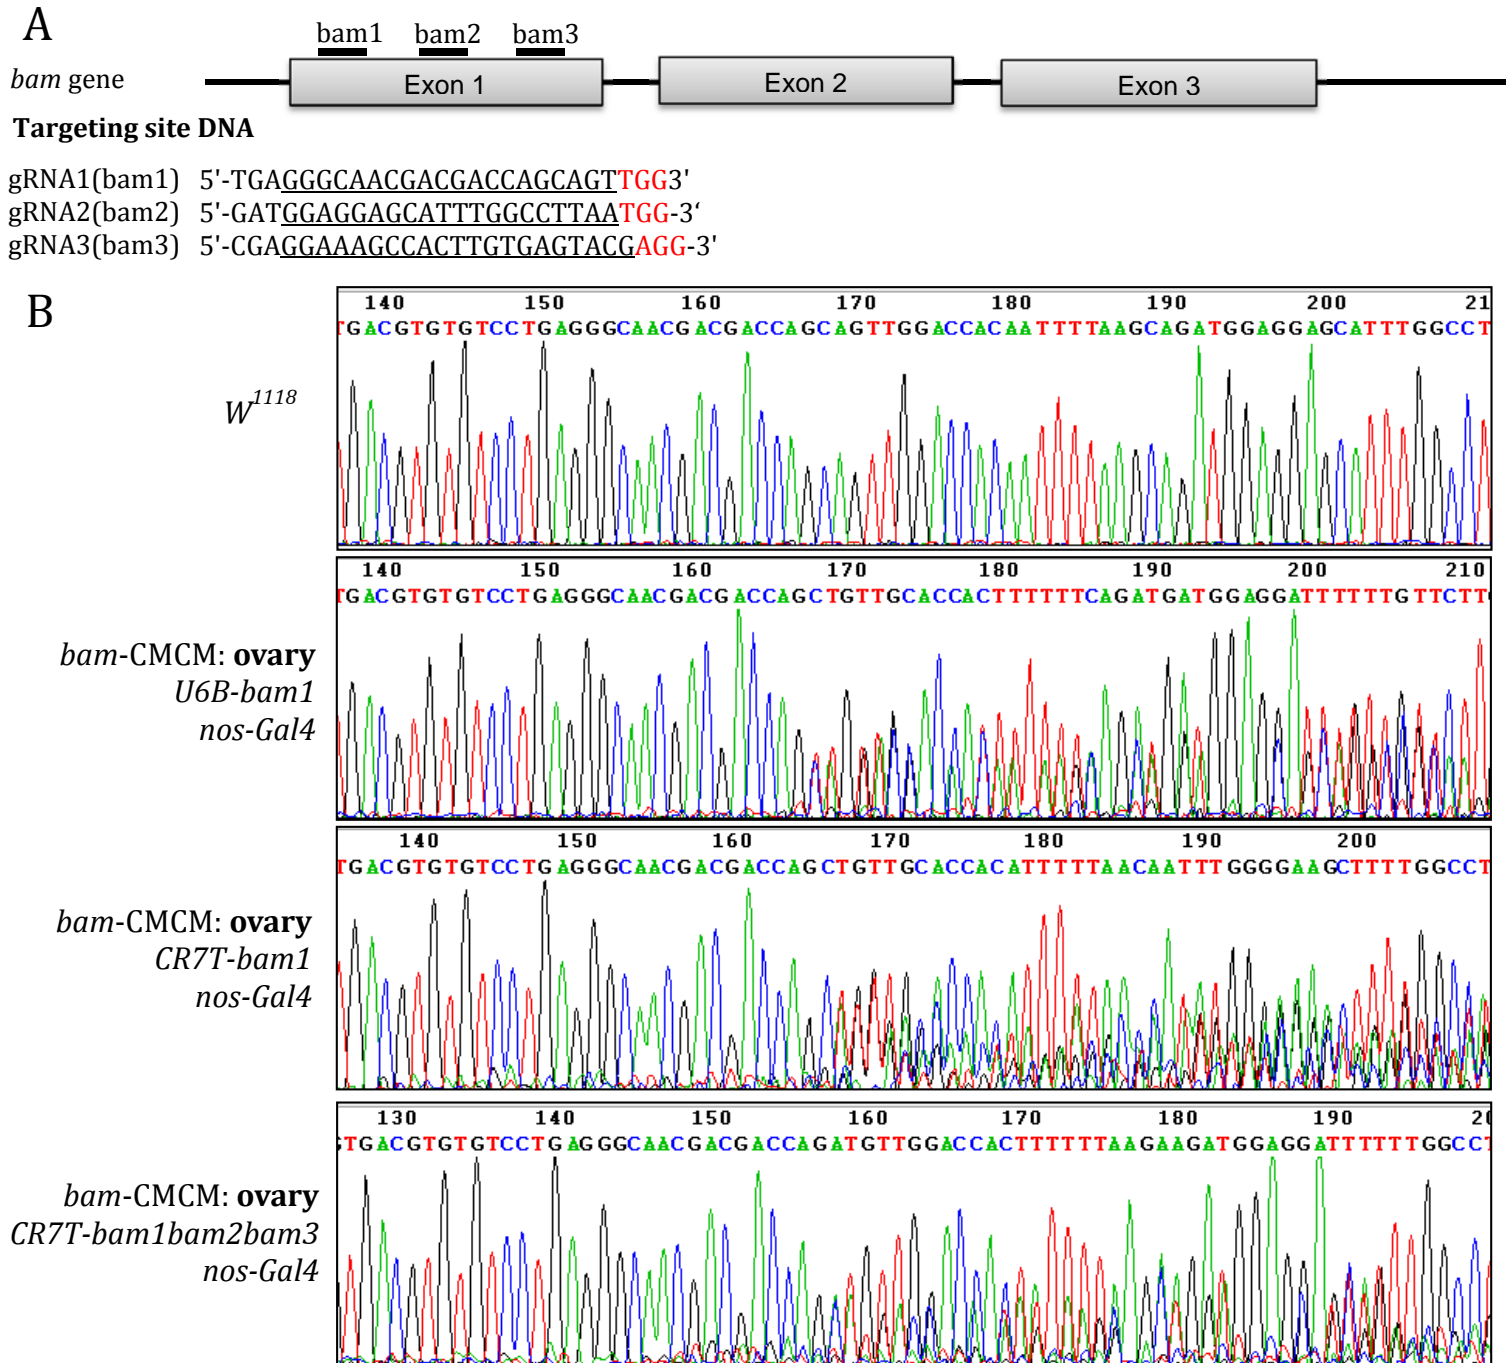 A
bam1 bam2 bam3
bam gene Exon 1 Exon 2 Exon 3
Targeting site DNA
gRNA1(bam1) 5'-TGAGGGCAACGACGACCAGCAGTTGG3'
gRNA2(bam2) 5'-GATGGAGGAGCATTTGGCCTTAATGG-3‘
gRNA3(bam3) 5'-CGAGGAAAGCCACTTGTGAGTACGAGG-3'
B
140 150 160 170 180 190 200 21
TGACGTGTGTCCTGAGGGCAACGACGACCAGCAGTTGGACCACAATTTTAAGCAGATGGAGGAGCATTTGGCCT
W1118
140 150 160 170 180 190 200 210
TGACGTGTGTCCTGAGGGCAACGACGACCAGCTGTTGCACCACTTTTTTCAGATGATGGAGGATTTTTTGTTCTT
bam-CMCM: ovary
U6B-bam1
nos-Gal4
140 150 160 170 180 190 200
TGACGTGTGTCCTGAGGGCAACGACGACCAGCTGTTGCACCACATTTTTAACAATTTGGGGAAGCTTTTGGCCT
bam-CMCM: ovary
CR7T-bam1
nos-Gal4
130 140 150 160 170 180 190 20
GTGACGTGTGTCCTGAGGGCAACGACGACCAGATGTTGGACCACTTTTTTAAGAAGATGGAGGATTTTTTGGCCT
bam-CMCM: ovary
CR7T-bam1bam2bam3
nos-Gal4